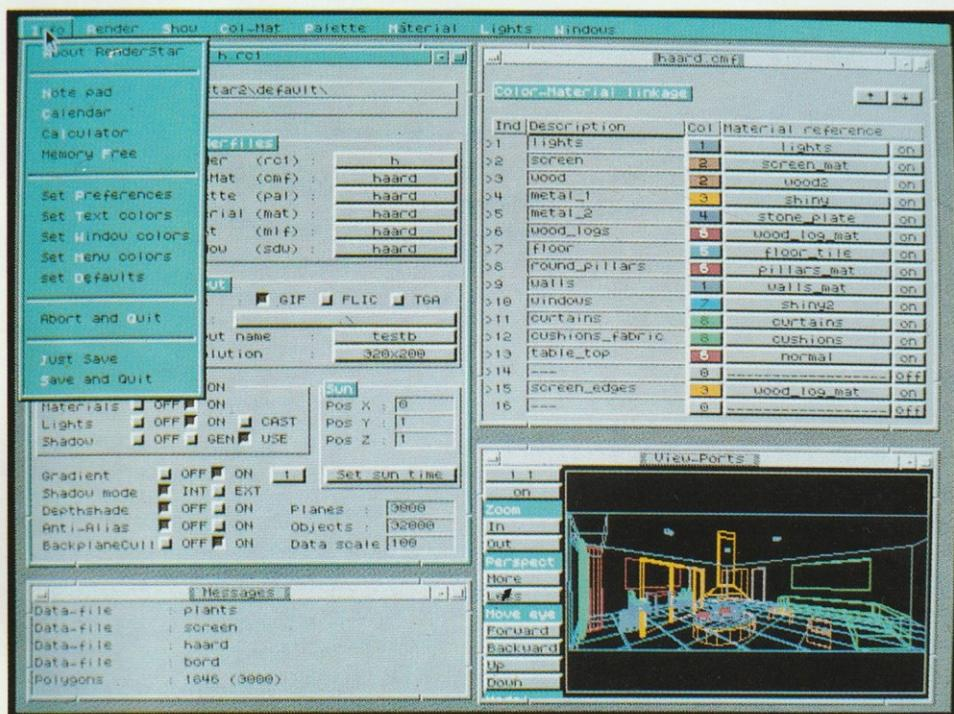 Info Render Show Col-Mat Palette Material Lights Windows
About RenderStar
Note pad
Calendar
Calculator
Memory Free
Set Preferences
Set Text colors
Set Window colors
Set Menu colors
set Defaults
Abort and Quit
Just Save
Save and Quit
h.rc1
star2\default\
erfiles
er (rc1) : h
Mat (cmf) : haard
tte (pal) : haard
rial (mat) : haard
t (mlf) : haard
ow (sdw) : haard
out
: GIF FLIC TGA
: .\
ut name : testb
olution : 320x200
ON
Materials OFF ON
Lights OFF ON CAST
Shadow OFF GEN USE
Sun
Pos X : 0
Pos Y : 1
Pos Z : 1
Set sun time
Gradient OFF ON 1
Shadow mode INT EXT
Depthshade OFF ON
Anti-Alias OFF ON
BackplaneCull OFF ON
Planes : 3000
Objects : 32000
Data scale 100
Messages
Data-file : plants
Data-file : screen
Data-file : haard
Data-file : bord
Polygons : 1646 (3000)
haard.cmf
Color-Material linkage
Ind Description Col Material reference
>1 lights 1 lights on
>2 screen 2 screen_mat on
>3 wood 2 wood2 on
>4 metal_1 3 shiny on
>5 metal_2 4 stone_plate on
>6 wood_logs 6 wood_log_mat on
>7 floor 5 floor_tile on
>8 round_pillars 6 pillars_mat on
>9 walls 1 walls_mat on
>10 windows 7 shiny2 on
>11 curtains 8 curtains on
>12 cushions_fabric 8 cushions on
>13 table_top 6 normal on
>14 --- 0 --------------- Off
>15 screen_edges 3 wood_log_mat on
16 --- 0 --------------- Off
View-Ports
1 1
on
Zoom
In
Out
Perspect
More
Less
Move eye
Forward
Backward
Up
Down